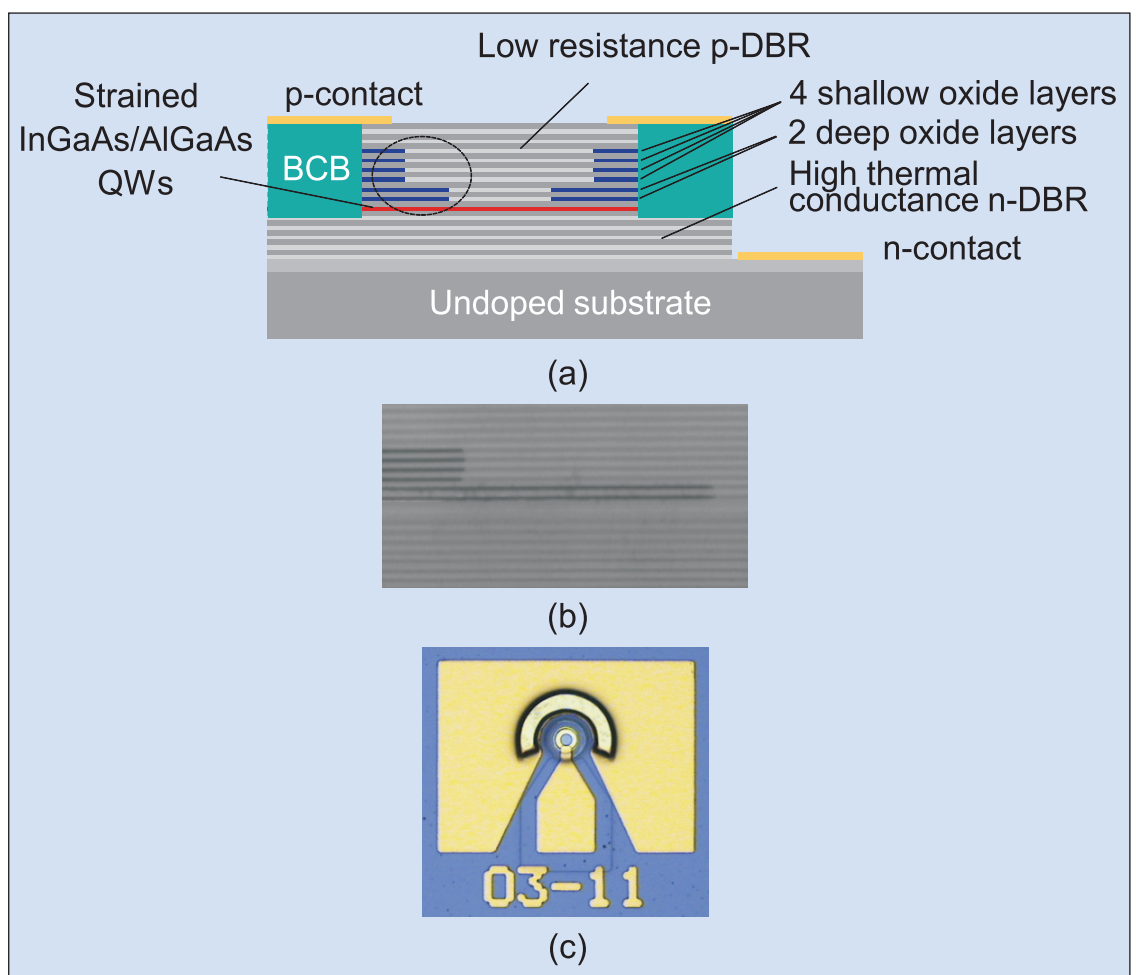 Low resistance p-DBR
Strained
InGaAs/AlGaAs
QWs
p-contact
4 shallow oxide layers
2 deep oxide layers
High thermal
conductance n-DBR
BCB
n-contact
Undoped substrate
(a)
(b)
03-11
(c)